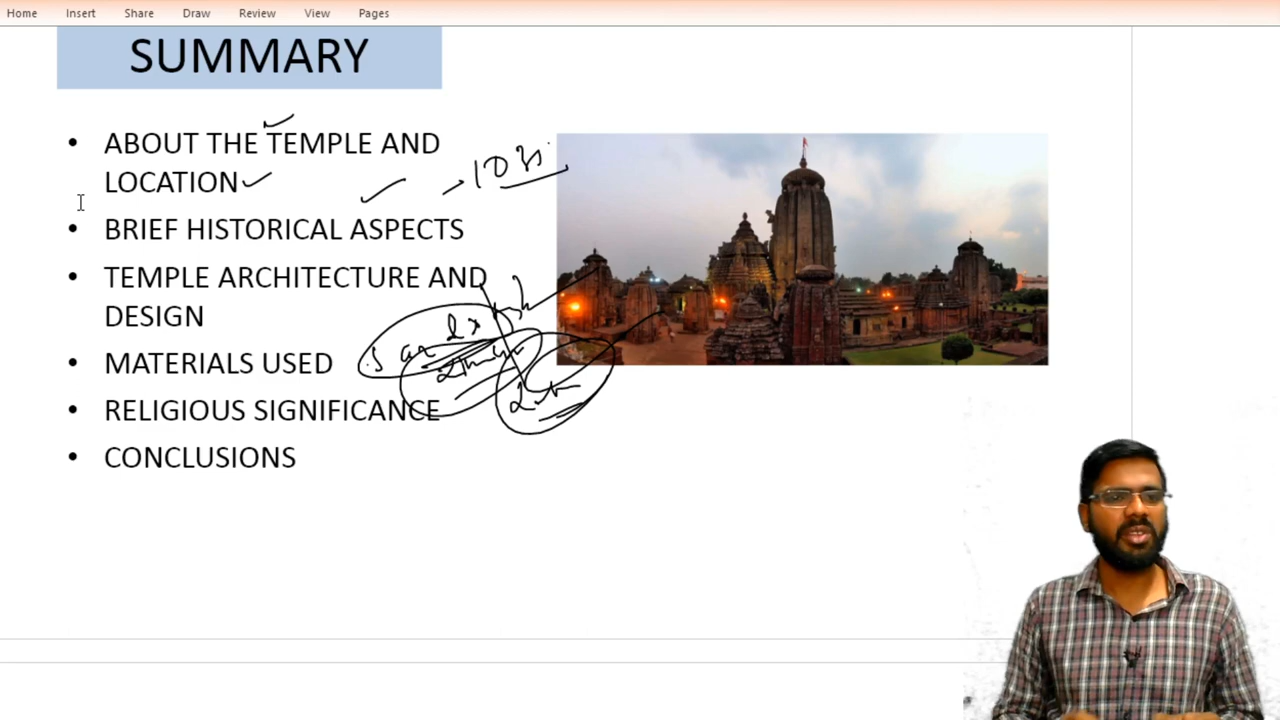 Home Insert Share Draw Review View Pages
SUMMARY
• ABOUT THE TEMPLE AND
LOCATION
• BRIEF HISTORICAL ASPECTS
• TEMPLE ARCHITECTURE AND
DESIGN
• MATERIALS USED
• RELIGIOUS SIGNIFICANCE
• CONCLUSIONS